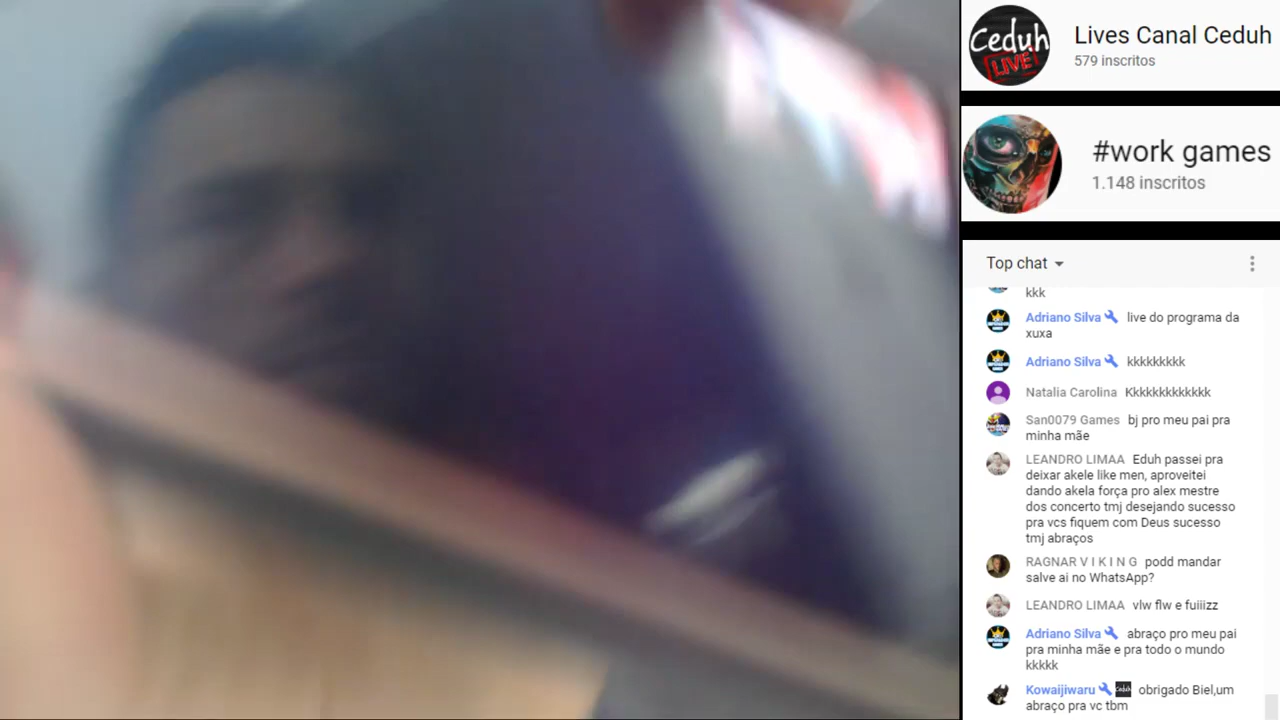 Ceduh
LIVE
Lives Canal Ceduh
579 inscritos
#work games
1.148 inscritos
Top chat
kkk
Adriano Silva live do programa da
xuxa
Adriano Silva kkkkkkkkk
Natalia Carolina Kkkkkkkkkkkkk
San0079 Games bj pro meu pai pra
minha mãe
LEANDRO LIMAA Eduh passei pra
deixar akele like men, aproveitei
dando akela força pro alex mestre
dos concerto tmj desejando sucesso
pra vcs fiquem com Deus sucesso
tmj abraços
RAGNAR V I K I N G podd mandar
salve ai no WhatsApp?
LEANDRO LIMAA vlw flw e fuiiizz
Adriano Silva abraço pro meu pai
pra minha mãe e pra todo o mundo
kkkkk
Kowaijiwaru Ceduh obrigado Biel,um
abraço pra vc tbm